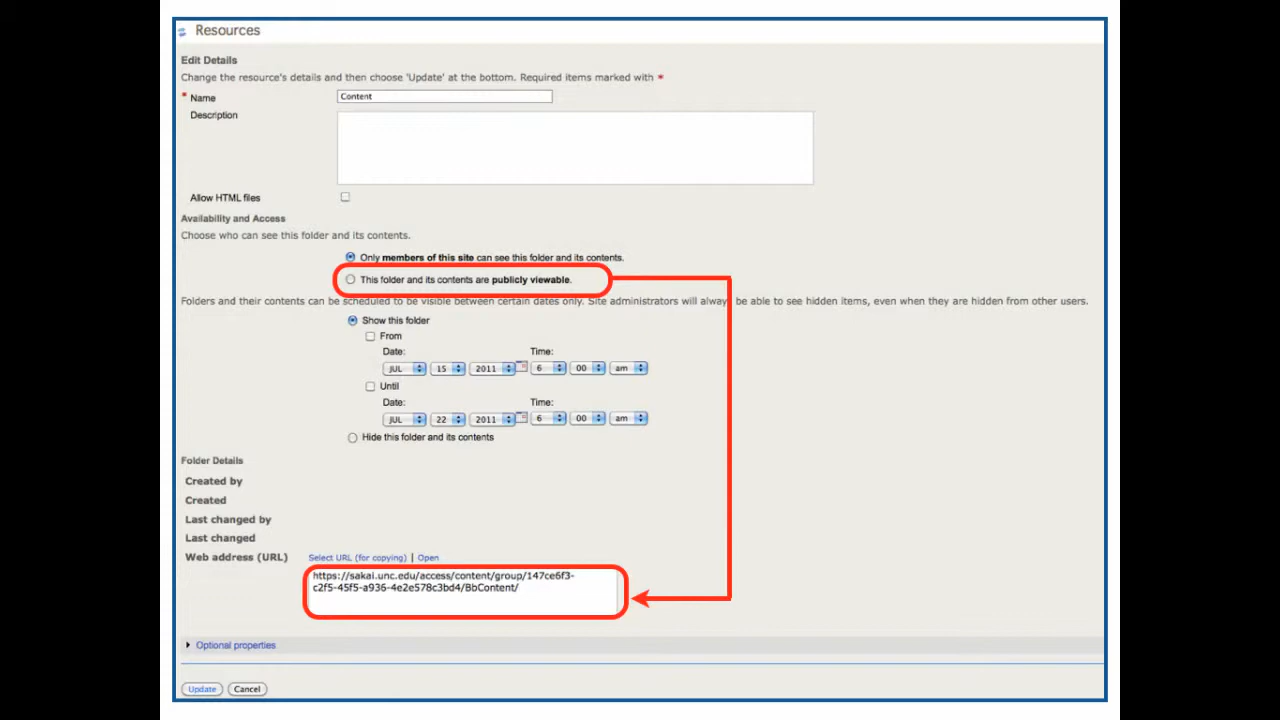 Resources
Edit Details
Change the resource's details and then choose 'Update' at the bottom. Required items marked with *
* Name
Content
Description
Allow HTML files
Availability and Access
Choose who can see this folder and its contents.
Only members of this site can see this folder and its contents.
This folder and its contents are publicly viewable.
Folders and their contents can be scheduled to be visible between certain dates only. Site administrators will always be able to see hidden items, even when they are hidden from other users.
Show this folder
From
Date: Time:
JUL 15 2011 6 00 am
Until
Date: Time:
JUL 22 2011 6 00 am
Hide this folder and its contents
Folder Details
Created by
Created
Last changed by
Last changed
Web address (URL) Select URL (for copying) | Open
https://sakai.unc.edu/access/content/group/147ce6f3-
c2f5-45f5-a936-4e2e578c3bd4/BbContent/
Optional properties
Update Cancel